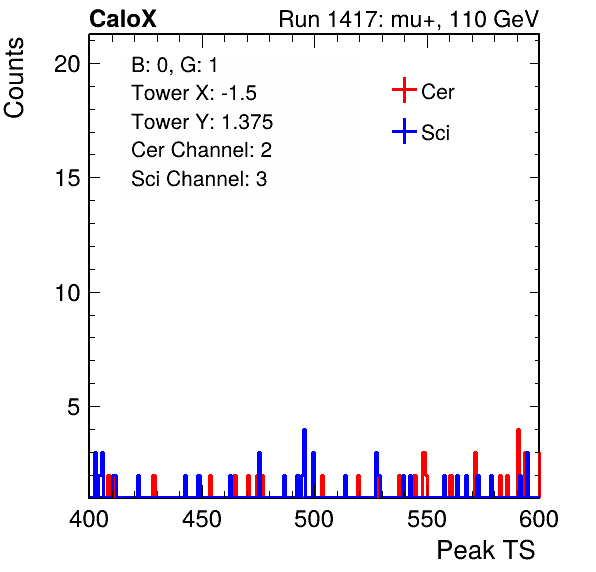 CaloX Run 1417: mu+, 110 GeV
Counts
20
15
10
5
B: 0, G: 1
Tower X: -1.5
Tower Y: 1.375
Cer Channel: 2
Sci Channel: 3
Cer
Sci
400 450 500 550 600
Peak TS